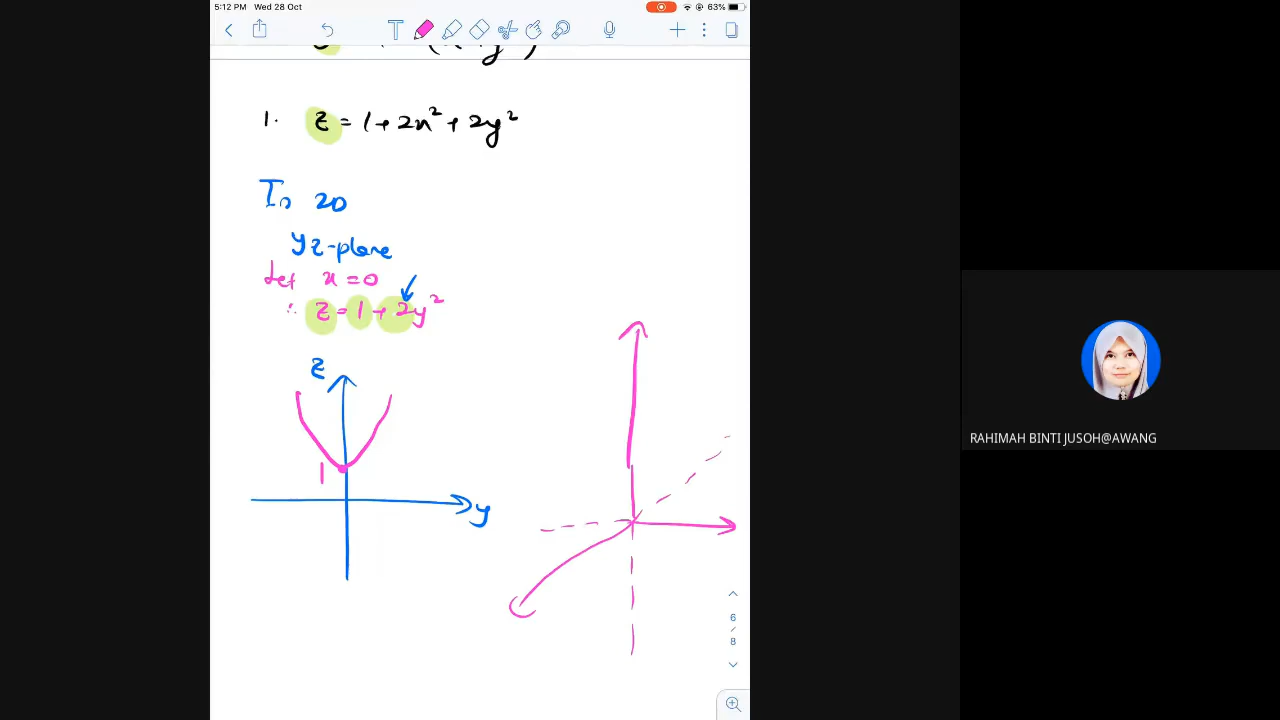 5:12 PM Wed 28 Oct
63%
1. z = 1 + 2x² + 2y²
In 2D
yz-plane
Let x = 0
∴ z = 1 + 2y²
z
1
y
6
/
8
RAHIMAH BINTI JUSOH@AWANG